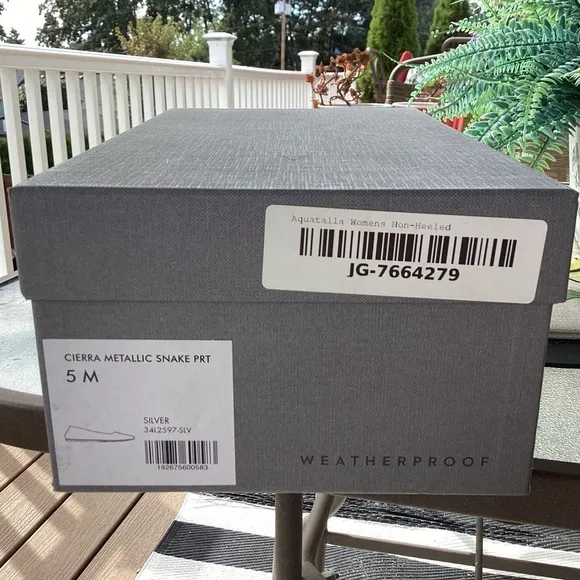 Aquatalia Womens Non-Heeled
JG-7664279
CIERRA METALLIC SNAKE PRT
5 M
SILVER
34L2597-SLV
192675600583
WEATHERPROOF